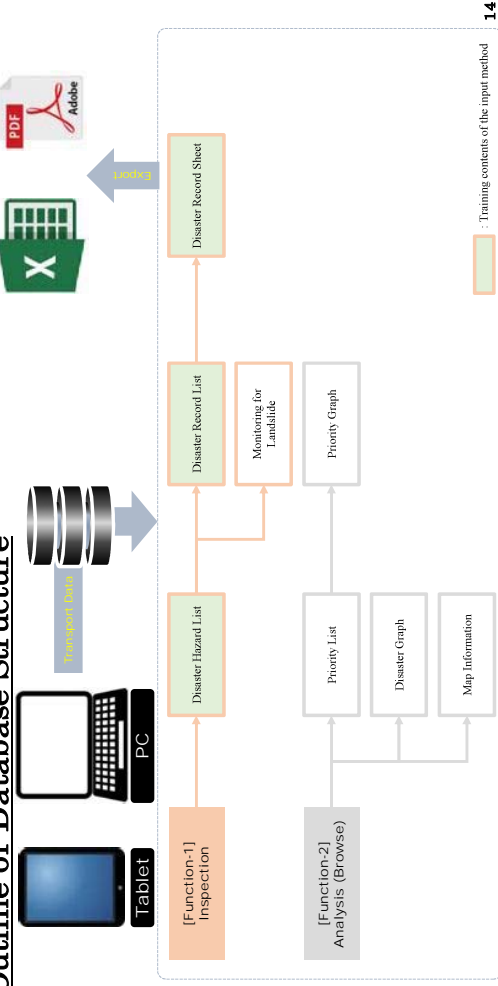 Outline of Database Structure
Tablet
PC
Transport Data
Export
PDF
Adobe
X
[Function-1]
Inspection
Disaster Hazard List
Disaster Record List
Disaster Record Sheet
Monitoring for
Landslide
[Function-2]
Analysis (Browse)
Priority List
Priority Graph
Disaster Graph
Map Information
: Training contents of the input method
14